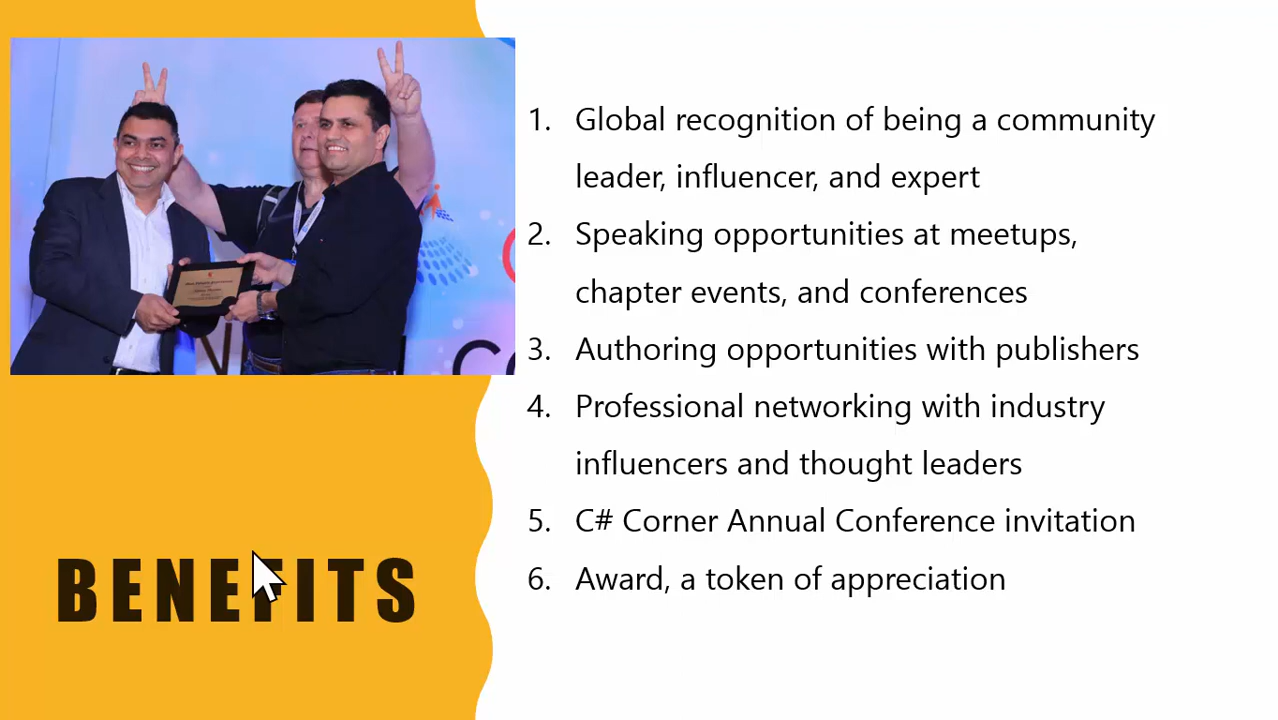 1. Global recognition of being a community
leader, influencer, and expert
2. Speaking opportunities at meetups,
chapter events, and conferences
3. Authoring opportunities with publishers
4. Professional networking with industry
influencers and thought leaders
5. C# Corner Annual Conference invitation
6. Award, a token of appreciation
BENEFITS